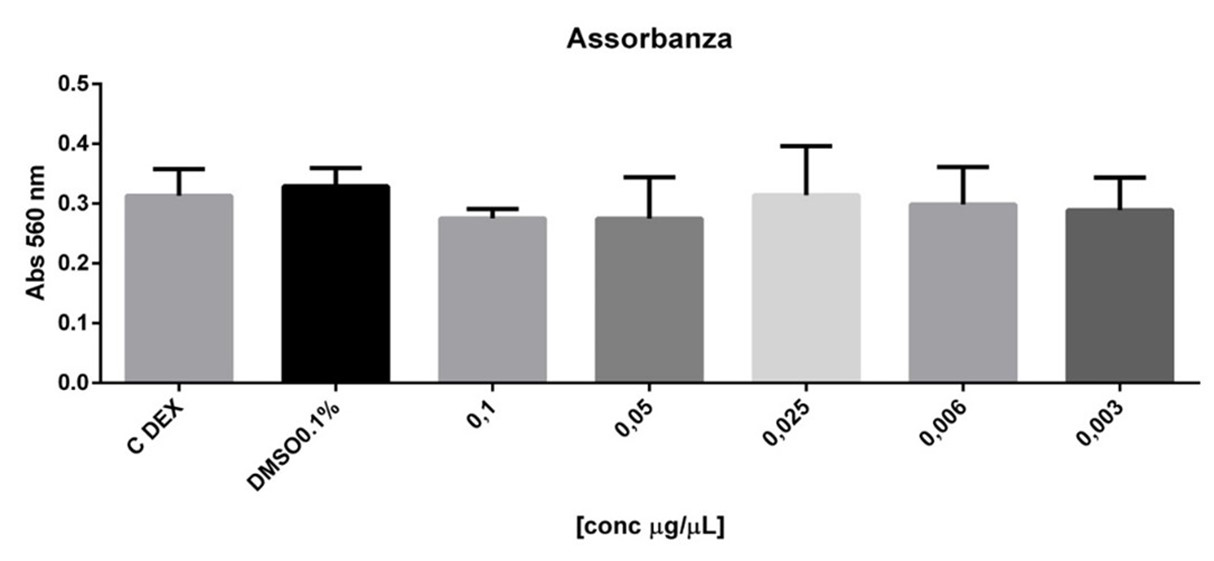 Assorbanza
Abs 560 nm
0.5
0.4
0.3
0.2
0.1
0.0
C DEX
DMSO0.1%
0,1
0,05
0,025
0,006
0,003
[conc μg/μL]